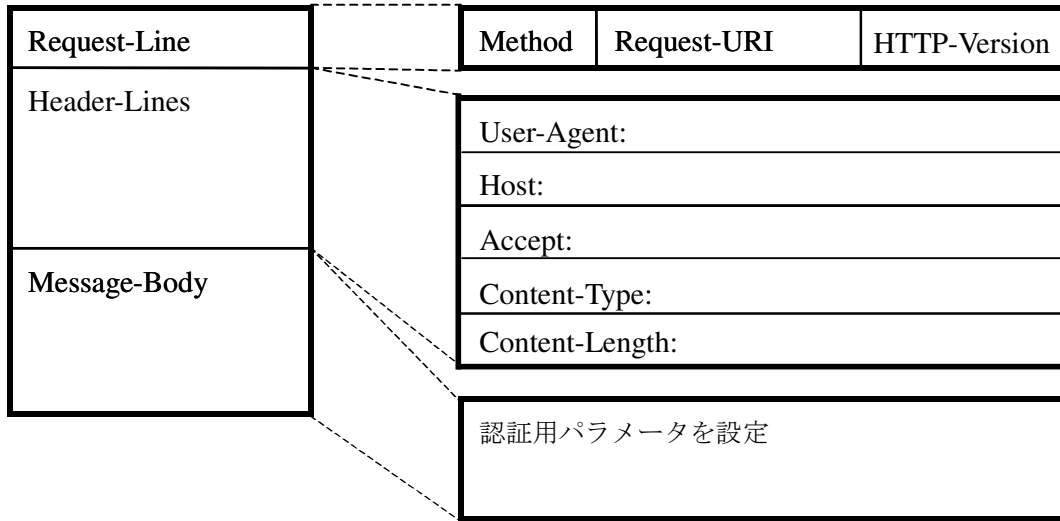 Request-Line
Header-Lines
Message-Body
Method Request-URI HTTP-Version
User-Agent:
Host:
Accept:
Content-Type:
Content-Length:
認証用パラメータを設定